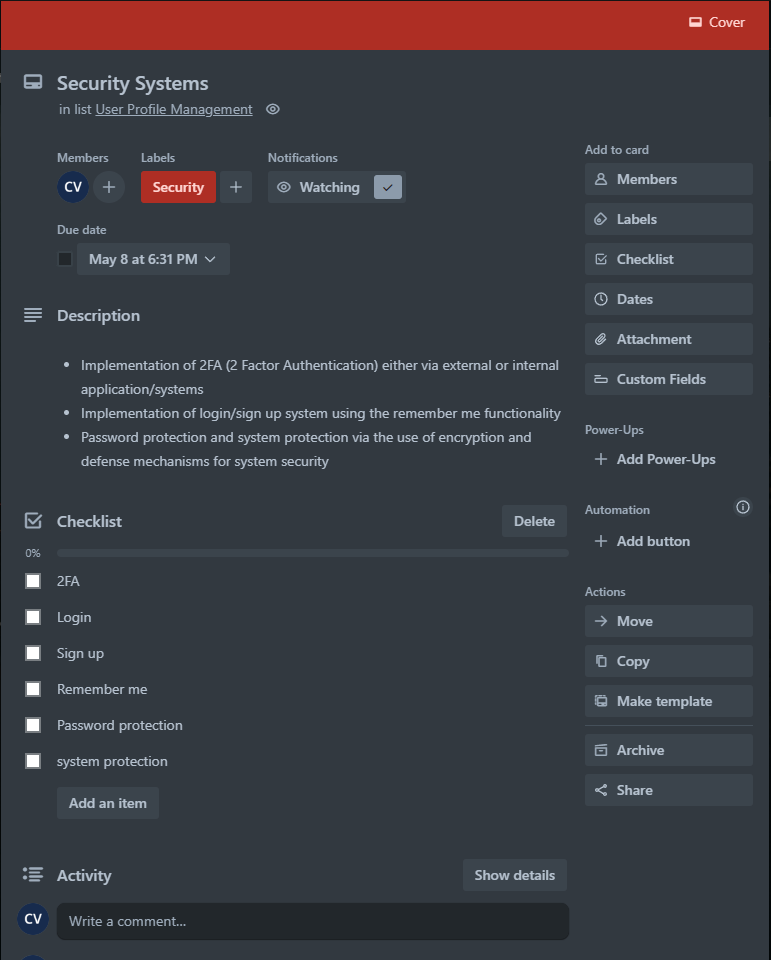 Cover
Security Systems
in list User Profile Management
Members
Labels
Notifications
CV
Security
Watching
Due date
May 8 at 6:31 PM
Description
Implementation of 2FA (2 Factor Authentication) either via external or internal
application/systems
Implementation of login/sign up system using the remember me functionality
Password protection and system protection via the use of encryption and
defense mechanisms for system security
Checklist
Delete
0%
2FA
Login
Sign up
Remember me
Password protection
system protection
Add an item
Activity
Show details
CV
Write a comment...
Add to card
Members
Labels
Checklist
Dates
Attachment
Custom Fields
Power-Ups
Add Power-Ups
Automation
Add button
Actions
Move
Copy
Make template
Archive
Share